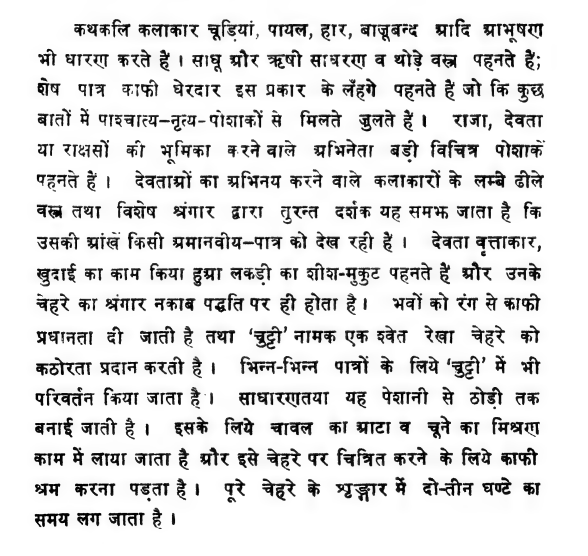 कथकलि कलाकार चूड़ियां, पायल, हार, बाजूबन्द आदि आभूषण
भी धारण करते हैं । साधू और ऋषी साधरण व थोड़े वस्त्र पहनते हैं;
शेष पात्र काफी घेरदार इस प्रकार के लँहगे पहनते हैं जो कि कुछ
बातों में पाश्चात्य–नृत्य-पोशाकों से मिलते जुलते हैं । राजा, देवता
या राक्षसों की भूमिका करने वाले अभिनेता बड़ी विचित्र पोशाकें
पहनते हैं । देवताओं का अभिनय करने वाले कलाकारों के लम्बे ढीले
वस्त्र तथा विशेष श्रंगार द्वारा तुरन्त दर्शक यह समझ जाता है कि
उसकी आंखें किसी अमानवीय–पात्र को देख रही हैं । देवता वृत्ताकार,
खुदाई का काम किया हुआ लकड़ी का शीश-मुकुट पहनते हैं और उनके
चेहरे का श्रंगार नकाब पद्धति पर ही होता है । भवों को रंग से काफी
प्रधानता दी जाती है तथा ‘चुट्टी’ नामक एक श्वेत रेखा चेहरे को
कठोरता प्रदान करती है । भिन्न-भिन्न पात्रों के लिये ‘चुट्टी’ में भी
परिवर्तन किया जाता है । साधारणतया यह पेशानी से ठोड़ी तक
बनाई जाती है । इसके लिये चावल का आटा व चूने का मिश्रण
काम में लाया जाता है और इसे चेहरे पर चित्रित करने के लिये काफी
श्रम करना पड़ता है । पूरे चेहरे के शृङ्गार में दो-तीन घण्टे का
समय लग जाता है ।